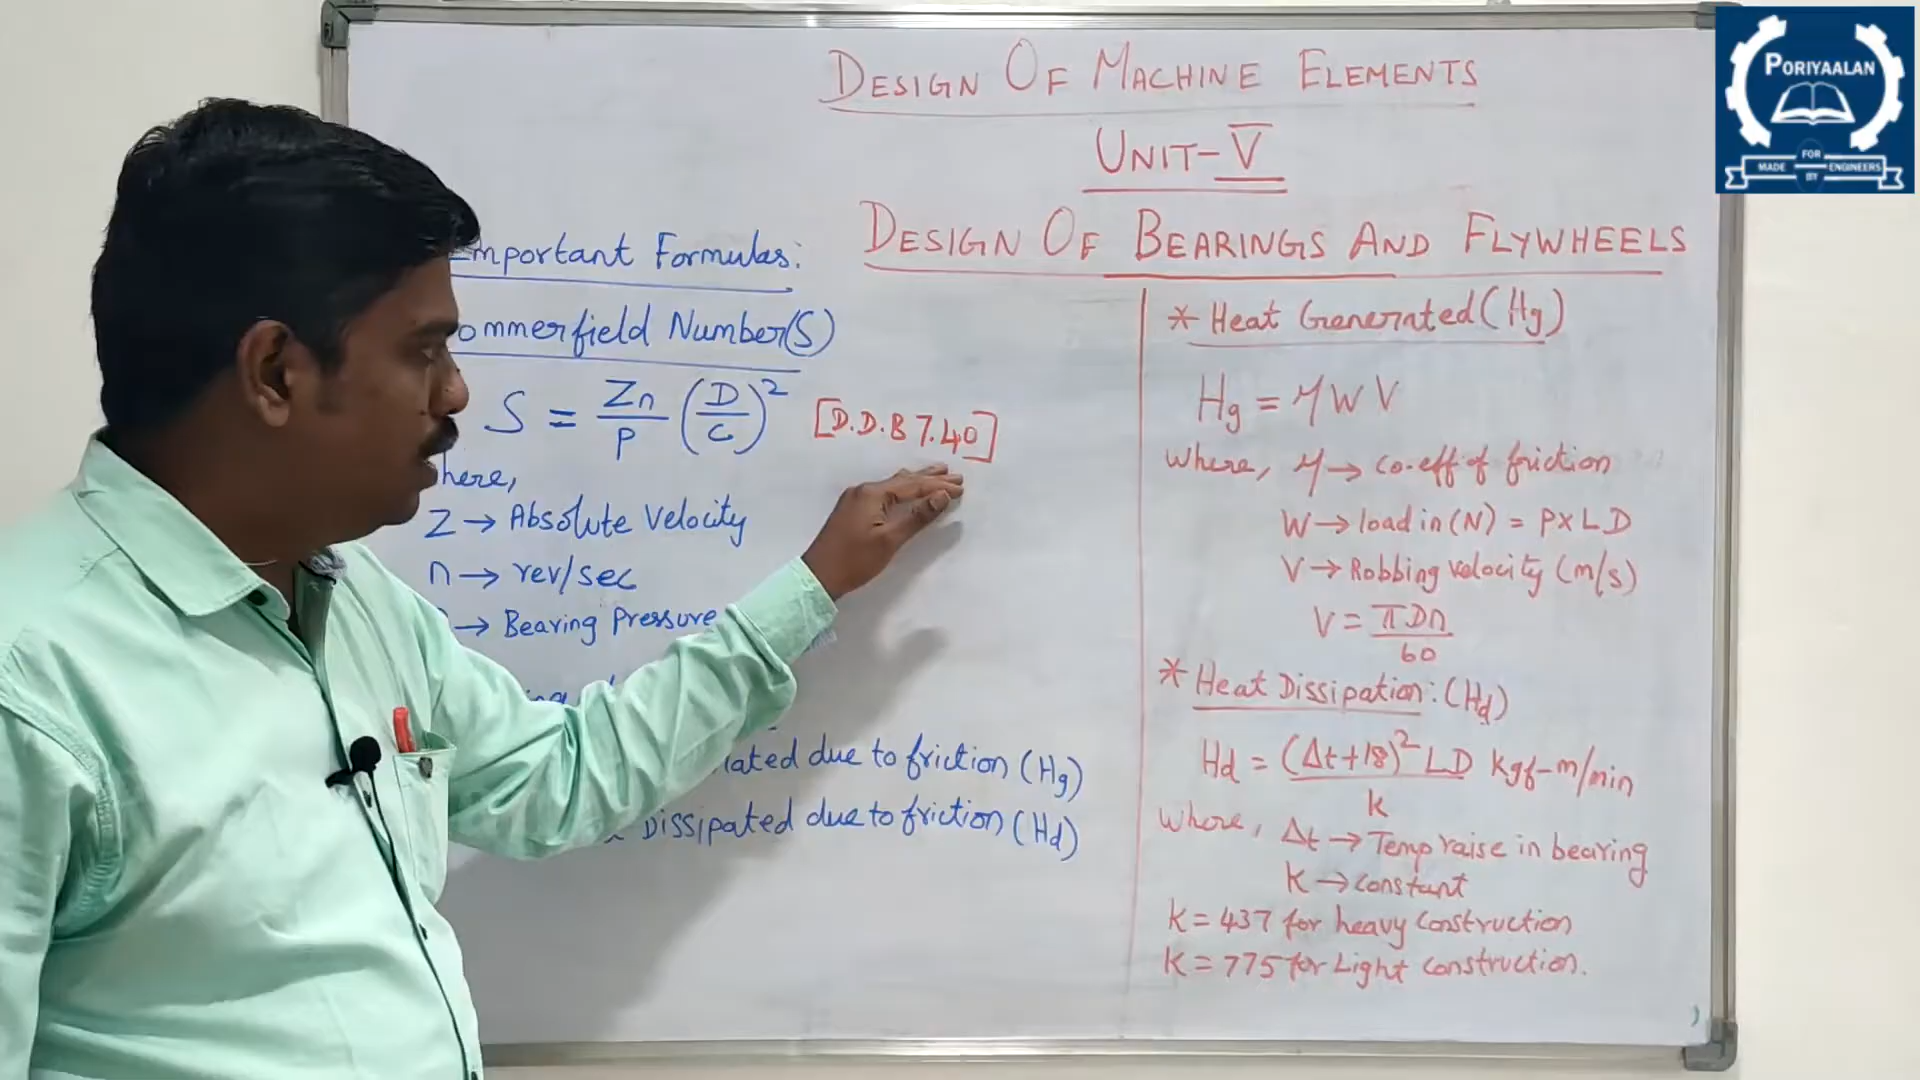 DESIGN OF MACHINE ELEMENTS
UNIT-V
DESIGN OF BEARINGS AND FLYWHEELS
Important Formulas:
ommerfield Number(S)
S = Zn/P (D/C)² [D.D.B 7.40]
here,
Z → Absolute Velocity
n → rev/sec
→ Bearing Pressure
ated due to friction (Hg)
Dissipated due to friction (Hd)
* Heat Generated (Hg)
Hg = μ W V
where, μ → co.eff of friction
W → load in (N) = P×LD
V → Robbing velocity (m/s)
V = πDn/60
* Heat Dissipation: (Hd)
Hd = (Δt+18)² LD/K kgf-m/min
where, Δt → Temp raise in bearing
K → constant
K = 437 for heavy construction
K = 775 for Light construction.
PORIYAALAN
MADE FOR ENGINEERS
BY